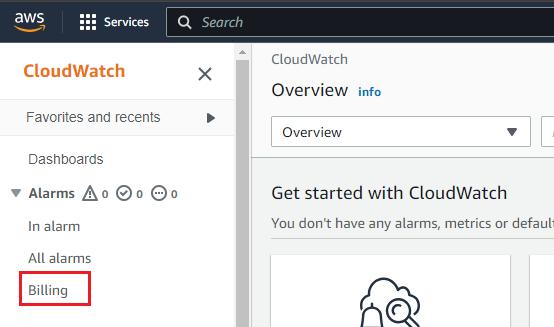 aws
Services
Search
CloudWatch
Favorites and recents
Dashboards
Alarms 0 0 0
In alarm
All alarms
Billing
CloudWatch
Overview info
Overview
Get started with CloudWatch
You don't have any alarms, metrics or defaul